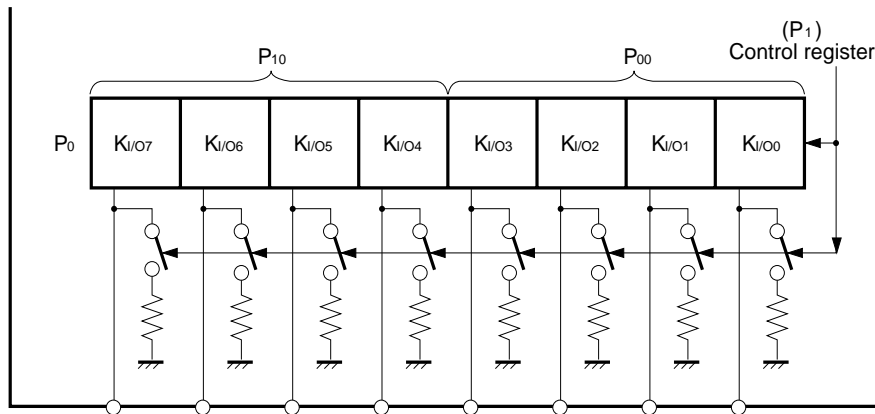 (P1)
Control register
P10
P00
P0
KI/O7
KI/O6
KI/O5
KI/O4
KI/O3
KI/O2
KI/O1
KI/O0